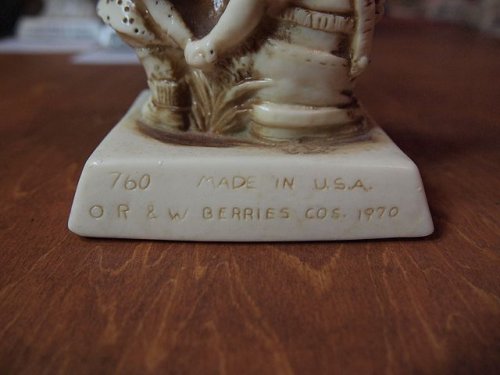 760 MADE IN U.S.A.
O R & W BERRIES COS. 1970